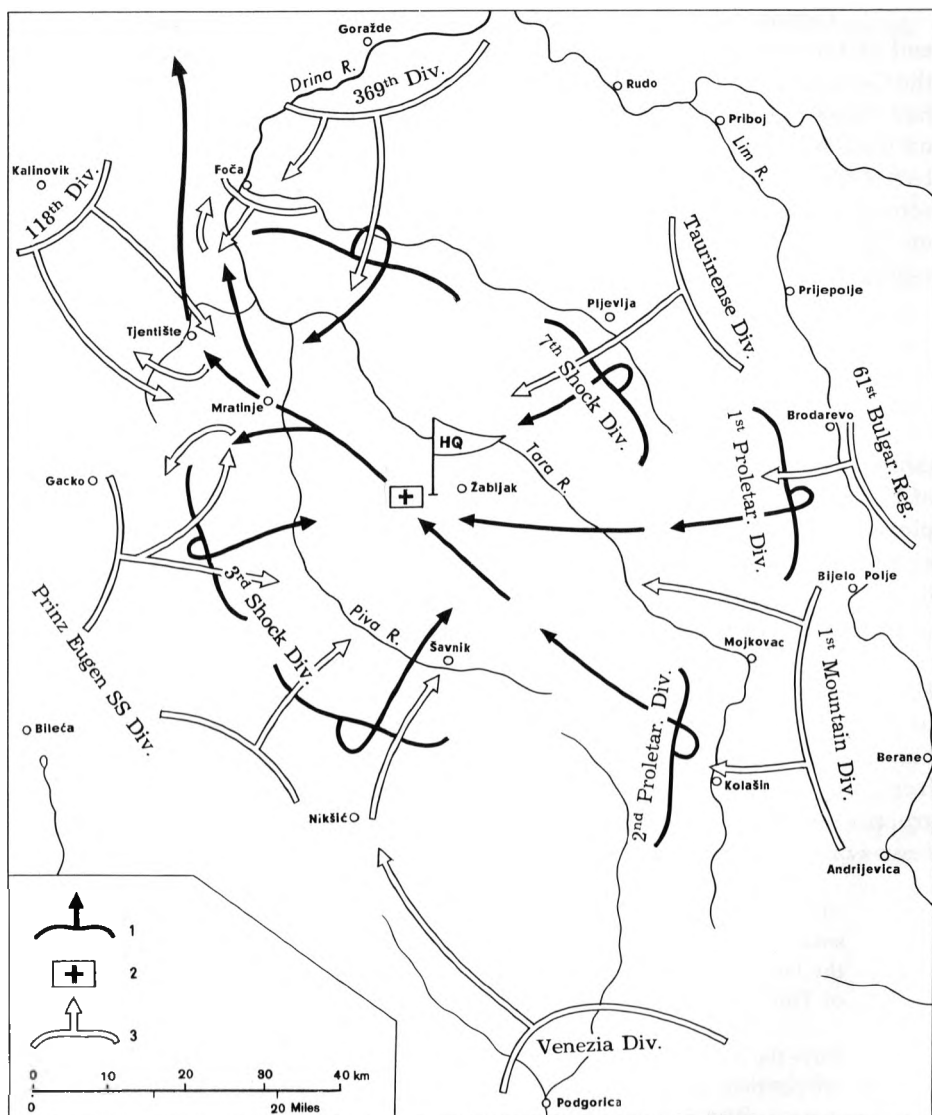 Goražde
Drina R.
369th Div.
Rudo
Priboj
Lim R.
Kalinovik
118th Div.
Foča
Taurinense Div.
Prijepolje
Pljevlja
Tjentište
7th Shock Div.
Mratinje
HQ
Tara R.
Žabljak
Brodarevo
61st Bulgar. Reg.
1st Proletar. Div.
Gacko
Bijelo Polje
Prinz Eugen SS Div.
3rd Shock Div.
Piva R.
Šavnik
Mojkovac
1st Mountain Div.
Bileća
2nd Proletar. Div.
Berane
Kolašin
Nikšić
Andrijevica
1
2
3
Venezia Div.
0 10 20 30 40 km
0 20 Miles
Podgorica